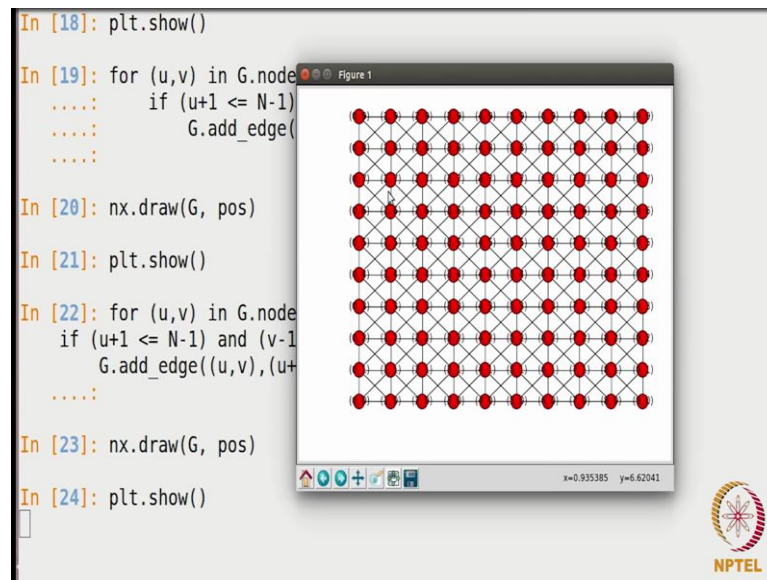 In [18]: plt.show()
In [19]: for (u,v) in G.node
....: if (u+1 <= N-1)
....: G.add_edge(
....:
In [20]: nx.draw(G, pos)
In [21]: plt.show()
In [22]: for (u,v) in G.node
if (u+1 <= N-1) and (v-1
G.add_edge((u,v),(u+
....:
In [23]: nx.draw(G, pos)
In [24]: plt.show()
Figure 1
x=0.935385 y=6.62041
NPTEL